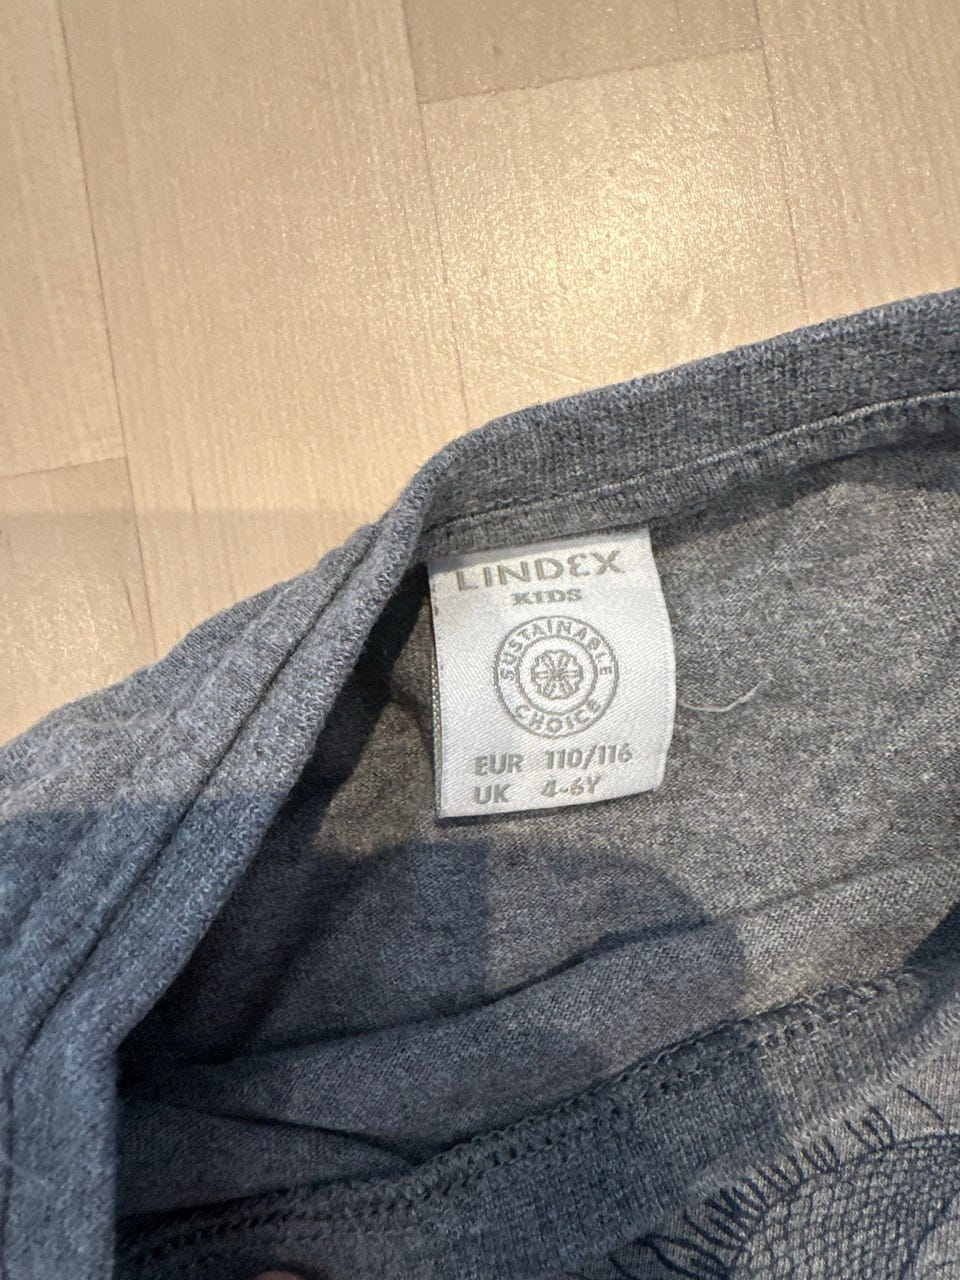 LINDEX
KIDS
SUSTAINABLE
CHOICE
EUR 110/116
UK 4-6Y